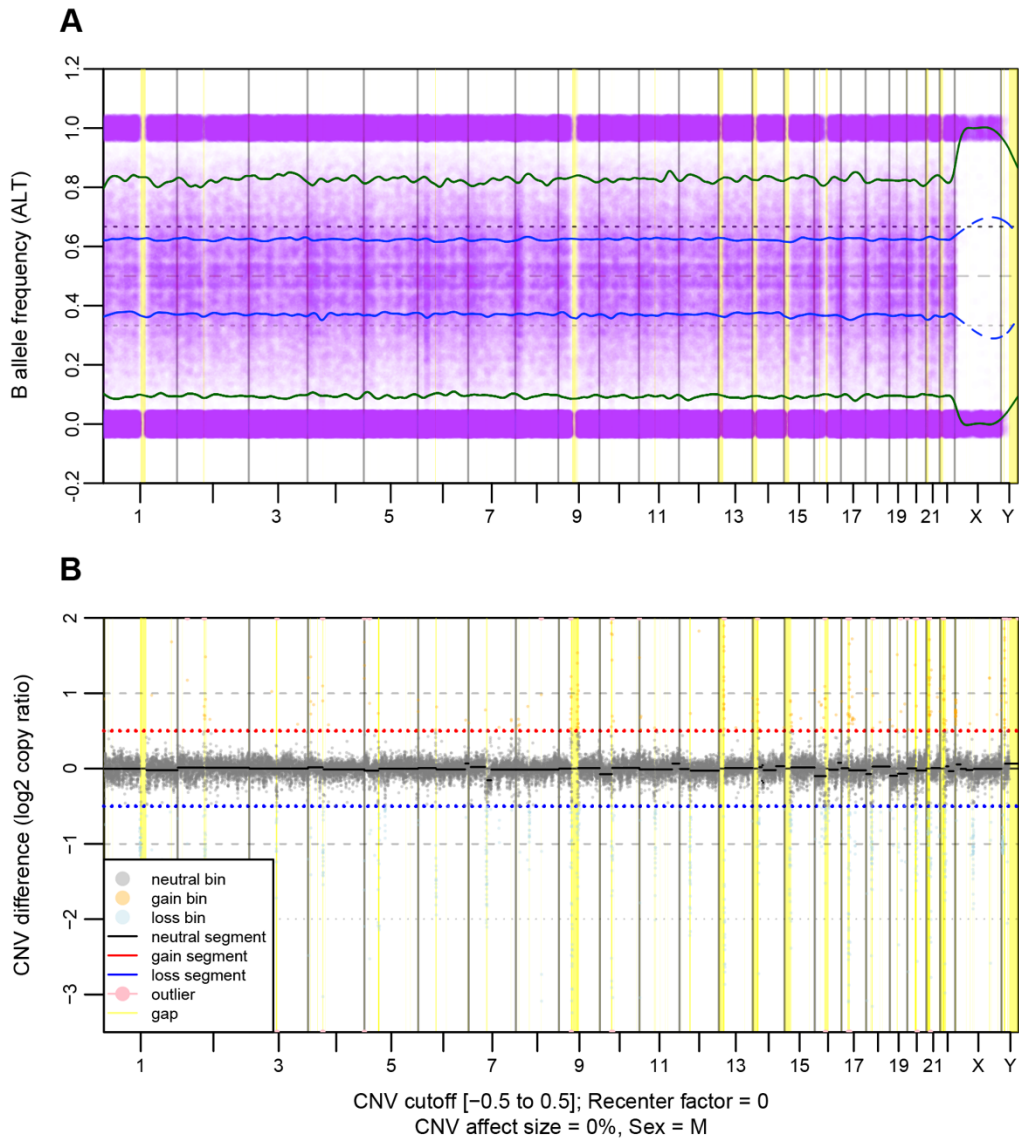 A
B allele frequency (ALT)
1.2
1.0
0.8
0.6
0.4
0.2
0.0
−0.2
1 3 5 7 9 11 13 15 17 19 21 X Y
B
CNV difference (log2 copy ratio)
2
1
0
−1
−2
−3
neutral bin
gain bin
loss bin
neutral segment
gain segment
loss segment
outlier
gap
1 3 5 7 9 11 13 15 17 19 21 X Y
CNV cutoff [−0.5 to 0.5]; Recenter factor = 0
CNV affect size = 0%, Sex = M